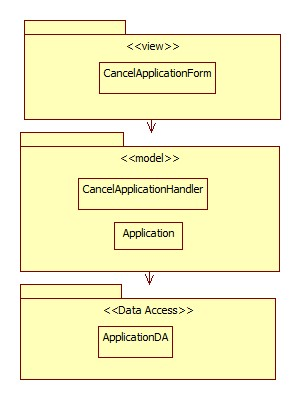 <<view>>
CancelApplicationForm
<<model>>
CancelApplicationHandler
Application
<<Data Access>>
ApplicationDA